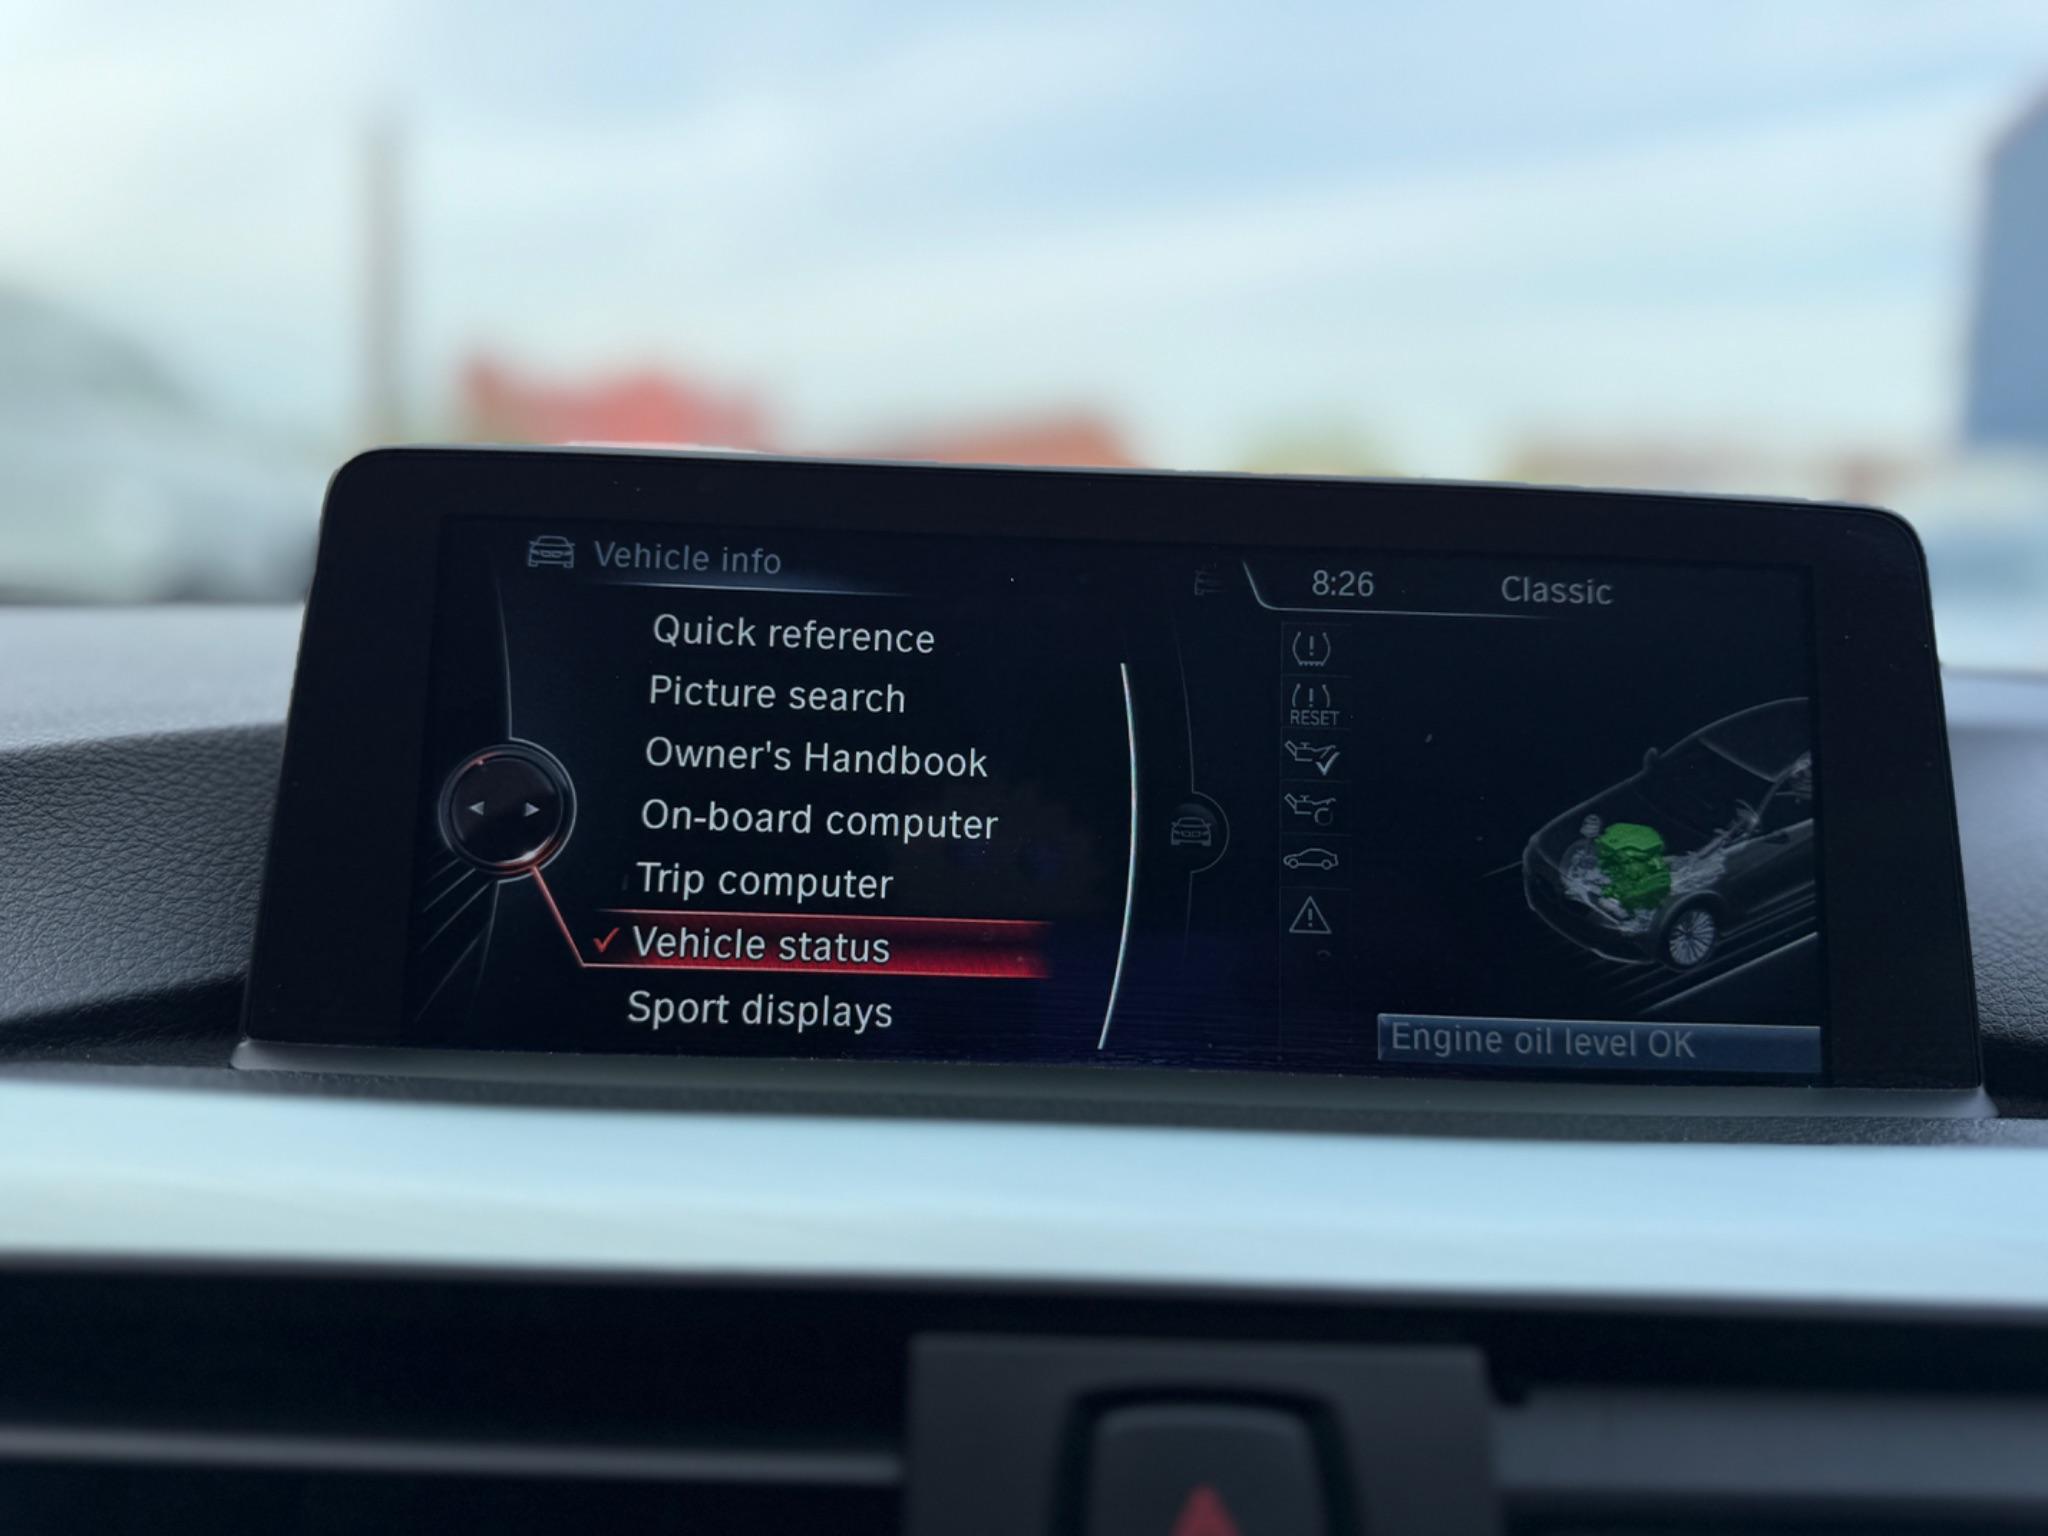 Vehicle info
Quick reference
Picture search
Owner's Handbook
On-board computer
Trip computer
Vehicle status
Sport displays
8:26
Classic
RESET
Engine oil level OK